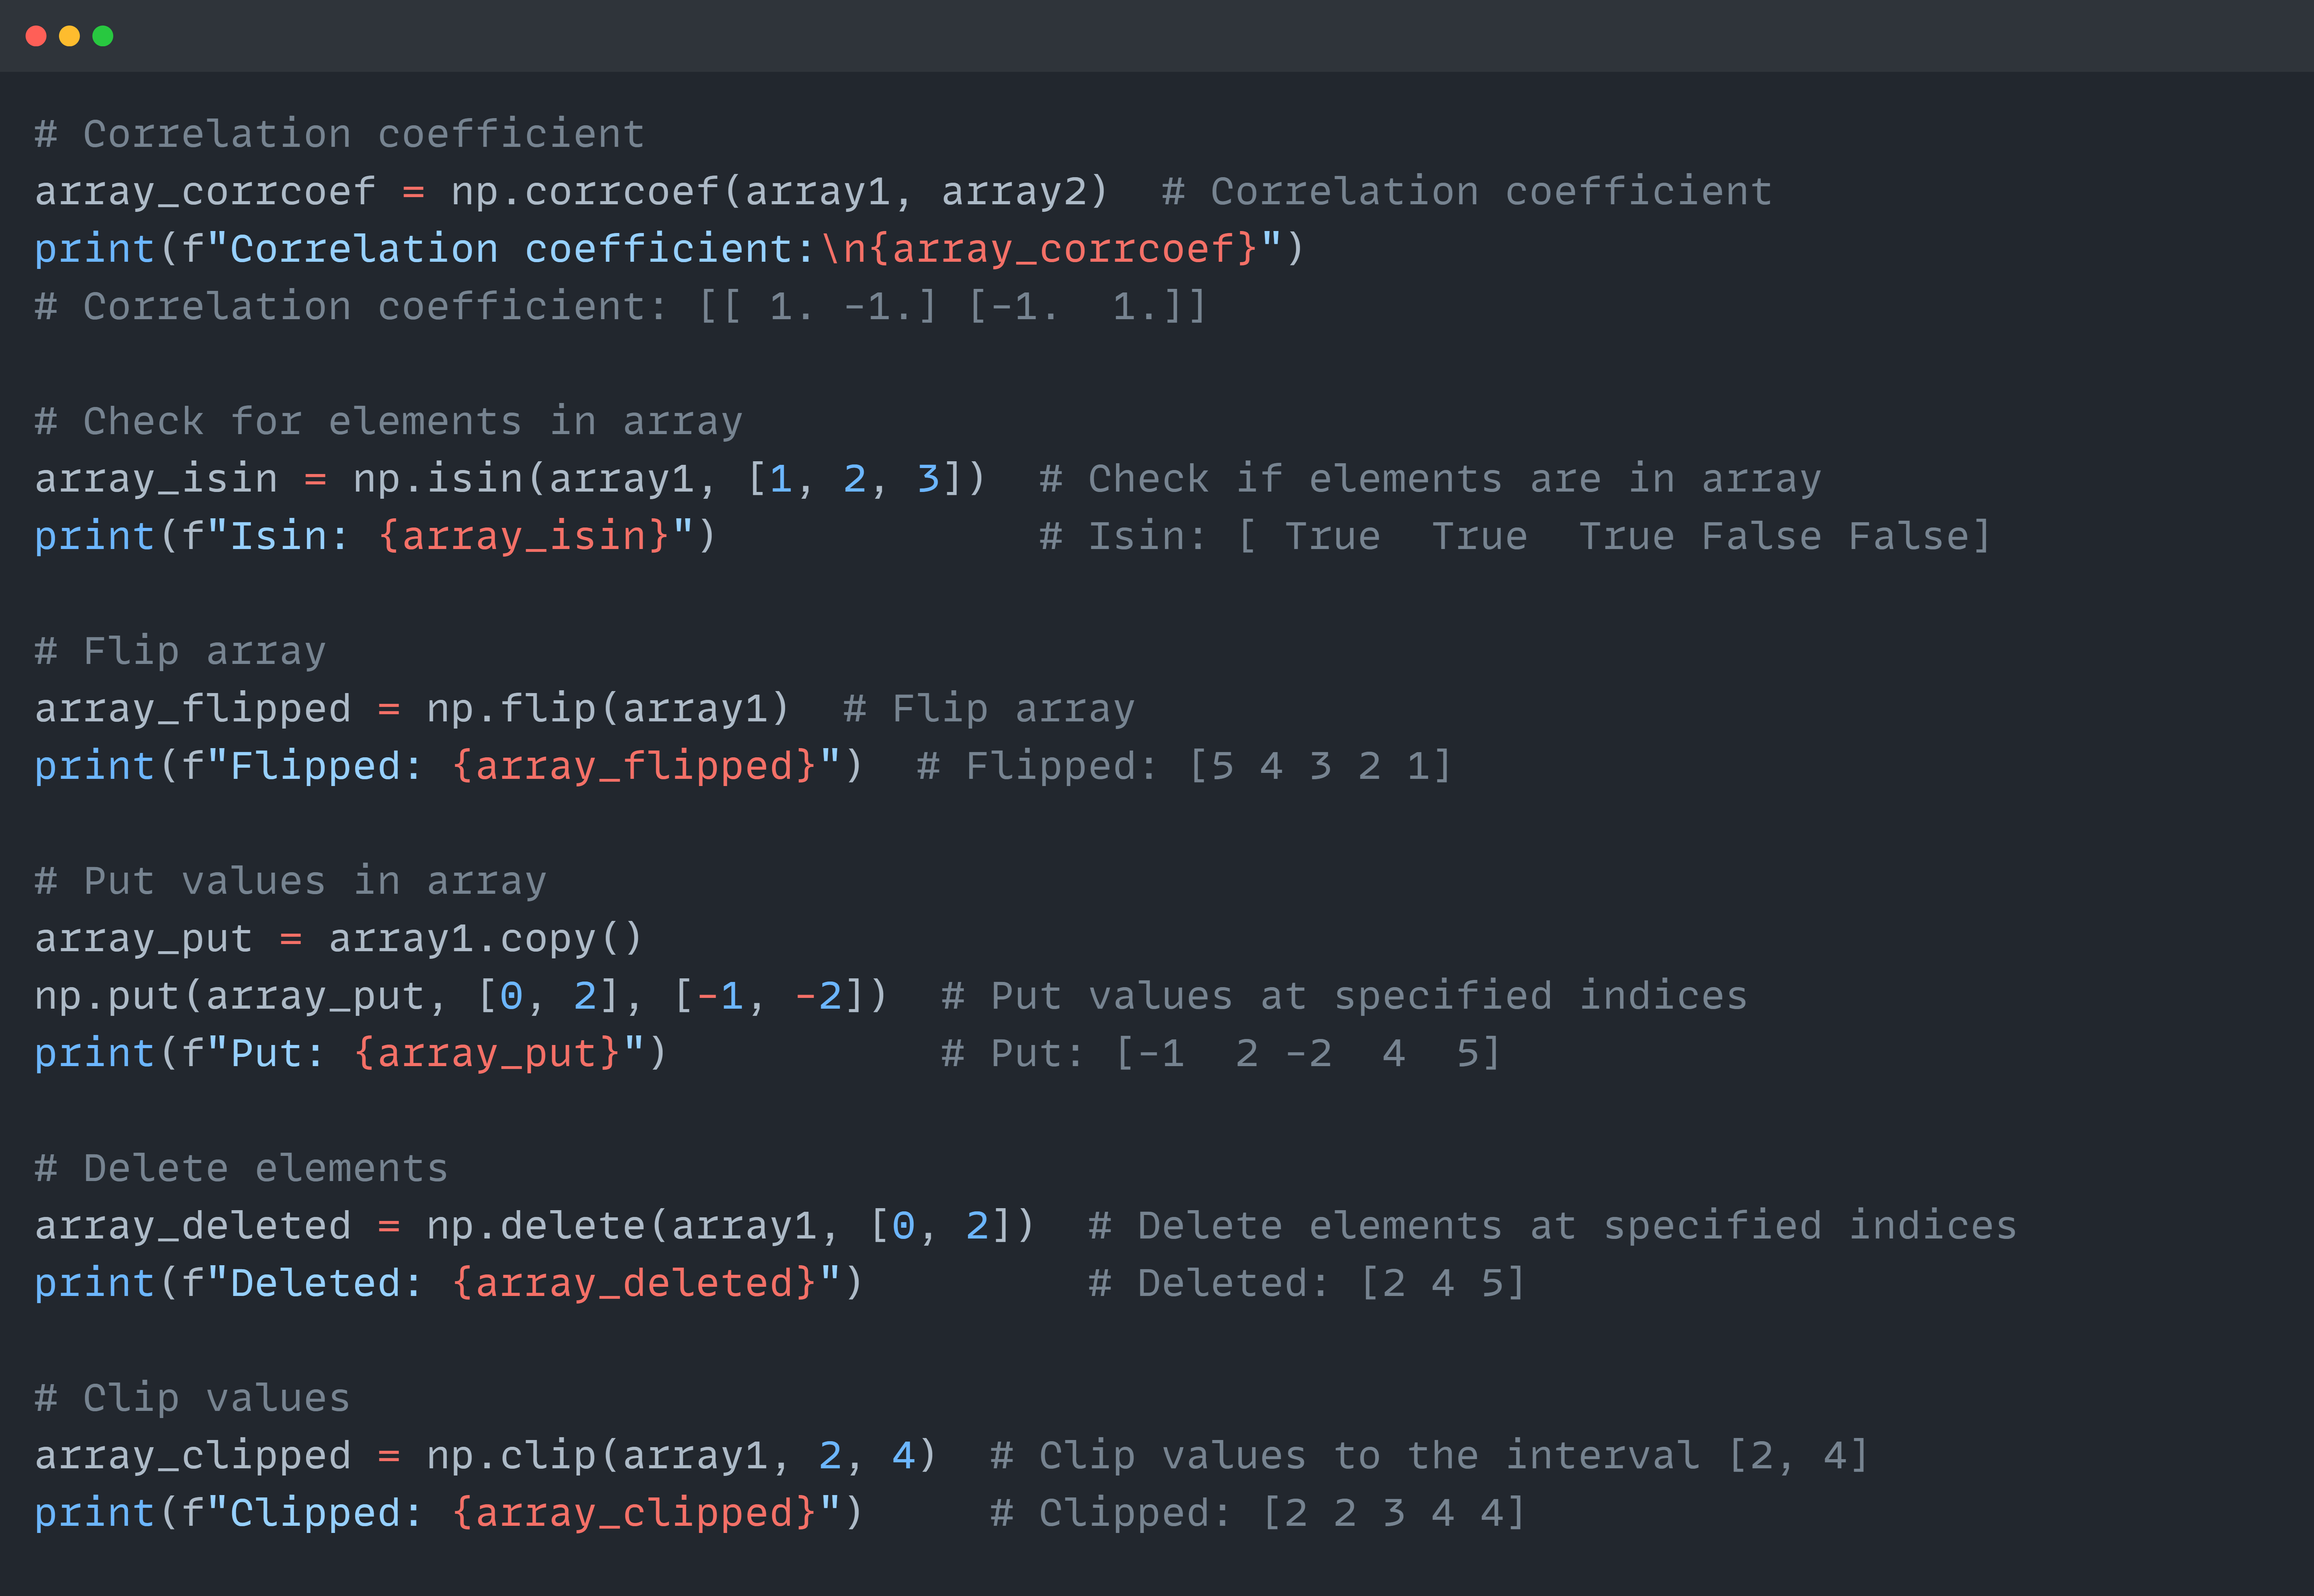 # Correlation coefficient
array_corrcoef = np.corrcoef(array1, array2)  # Correlation coefficient
print(f"Correlation coefficient:\n{array_corrcoef}")
# Correlation coefficient: [[ 1. -1.] [-1.  1.]]

# Check for elements in array
array_isin = np.isin(array1, [1, 2, 3])  # Check if elements are in array
print(f"Isin: {array_isin}")             # Isin: [ True  True  True False False]

# Flip array
array_flipped = np.flip(array1)  # Flip array
print(f"Flipped: {array_flipped}")  # Flipped: [5 4 3 2 1]

# Put values in array
array_put = array1.copy()
np.put(array_put, [0, 2], [-1, -2])  # Put values at specified indices
print(f"Put: {array_put}")           # Put: [-1  2 -2  4  5]

# Delete elements
array_deleted = np.delete(array1, [0, 2])  # Delete elements at specified indices
print(f"Deleted: {array_deleted}")         # Deleted: [2 4 5]

# Clip values
array_clipped = np.clip(array1, 2, 4)  # Clip values to the interval [2, 4]
print(f"Clipped: {array_clipped}")     # Clipped: [2 2 3 4 4]